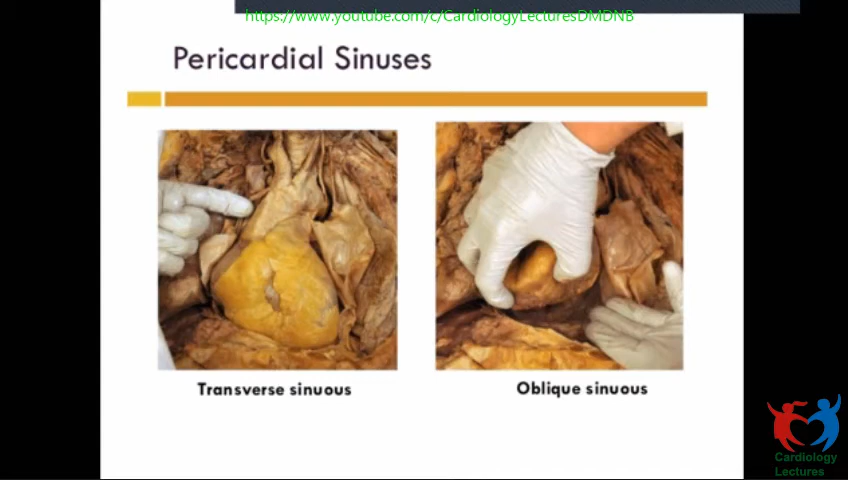 https://www.youtube.com/c/CardiologyLecturesDMDNB
Pericardial Sinuses
Transverse sinuous
Oblique sinuous
Cardiology
Lectures